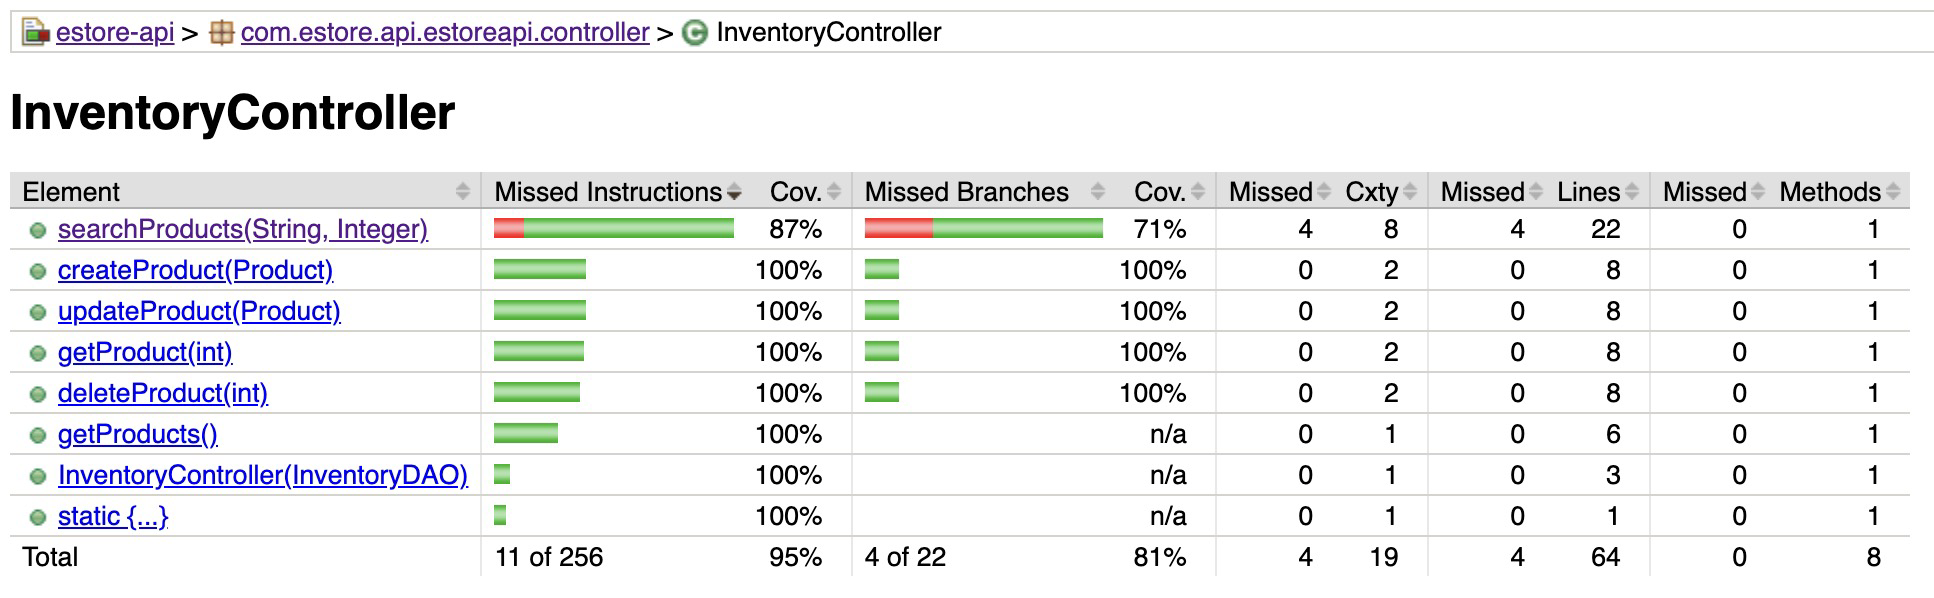 estore-api > com.estore.api.estoreapi.controller > InventoryController
InventoryController
Element Missed Instructions Cov. Missed Branches Cov. Missed Cxty Missed Lines Missed Methods
searchProducts(String, Integer) 87% 71% 4 8 4 22 0 1
createProduct(Product) 100% 100% 0 2 0 8 0 1
updateProduct(Product) 100% 100% 0 2 0 8 0 1
getProduct(int) 100% 100% 0 2 0 8 0 1
deleteProduct(int) 100% 100% 0 2 0 8 0 1
getProducts() 100% n/a 0 1 0 6 0 1
InventoryController(InventoryDAO) 100% n/a 0 1 0 3 0 1
static {...} 100% n/a 0 1 0 1 0 1
Total 11 of 256 95% 4 of 22 81% 4 19 4 64 0 8